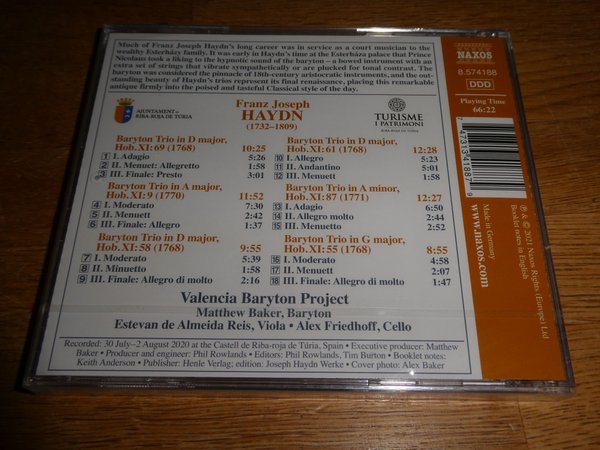 Much of Franz Joseph Haydn's long career was in service as a court musician to the
wealthy Esterházy family. It was early in Haydn's time at the Esterháza palace that Prince
Nicolaus took a liking to the hypnotic sound of the baryton – a bowed instrument with an
extra set of strings that vibrate sympathetically or are plucked for tonal contrast. The
baryton was considered the pinnacle of 18th-century aristocratic instruments, and the out-
standing beauty of Haydn's trios represent its final renaissance, placing this remarkable
antique firmly into the poised and tasteful Classical style of the day.
AJUNTAMENT DE
RIBA-ROJA DE TÚRIA
Franz Joseph
HAYDN
(1732–1809)
TURISME
I PATRIMONI
RIBA-ROJA DE TÚRIA
Baryton Trio in D major,
Hob.XI:69 (1768) 10:25
1 I. Adagio 5:26
2 II. Menuet: Allegretto 1:58
3 III. Finale: Presto 3:01
Baryton Trio in A major,
Hob.XI:9 (1770) 11:52
4 I. Moderato 7:30
5 II. Menuett 2:42
6 III. Finale: Allegro 1:37
Baryton Trio in D major,
Hob.XI:58 (1768) 9:55
7 I. Moderato 5:39
8 II. Minuetto 1:58
9 III. Finale: Allegro di molto 2:16
Baryton Trio in D major,
Hob.XI:61 (1768) 12:28
10 I. Allegro 5:23
11 II. Andantino 5:01
12 III. Menuett 1:58
Baryton Trio in A minor,
Hob.XI:87 (1771) 12:27
13 I. Adagio 6:50
14 II. Allegro molto 2:44
15 III. Menuetto 2:52
Baryton Trio in G major,
Hob.XI:55 (1768) 8:55
16 I. Moderato 4:58
17 II. Menuett 2:07
18 III. Finale: Allegro di molto 1:47
Valencia Baryton Project
Matthew Baker, Baryton
Estevan de Almeida Reis, Viola • Alex Friedhoff, Cello
Recorded: 30 July–2 August 2020 at the Castell de Riba-roja de Túria, Spain • Executive producer: Matthew
Baker • Producer and engineer: Phil Rowlands • Editors: Phil Rowlands, Tim Burton • Booklet notes:
Keith Anderson • Publisher: Henle Verlag; edition: Joseph Haydn Werke • Cover photo: Alex Baker
NAXOS
8.574188
DDD
Playing Time
66:22
7 47313 41887 9
℗ & © 2021 Naxos Rights (Europe) Ltd
Booklet notes in English
Made in Germany
www.naxos.com